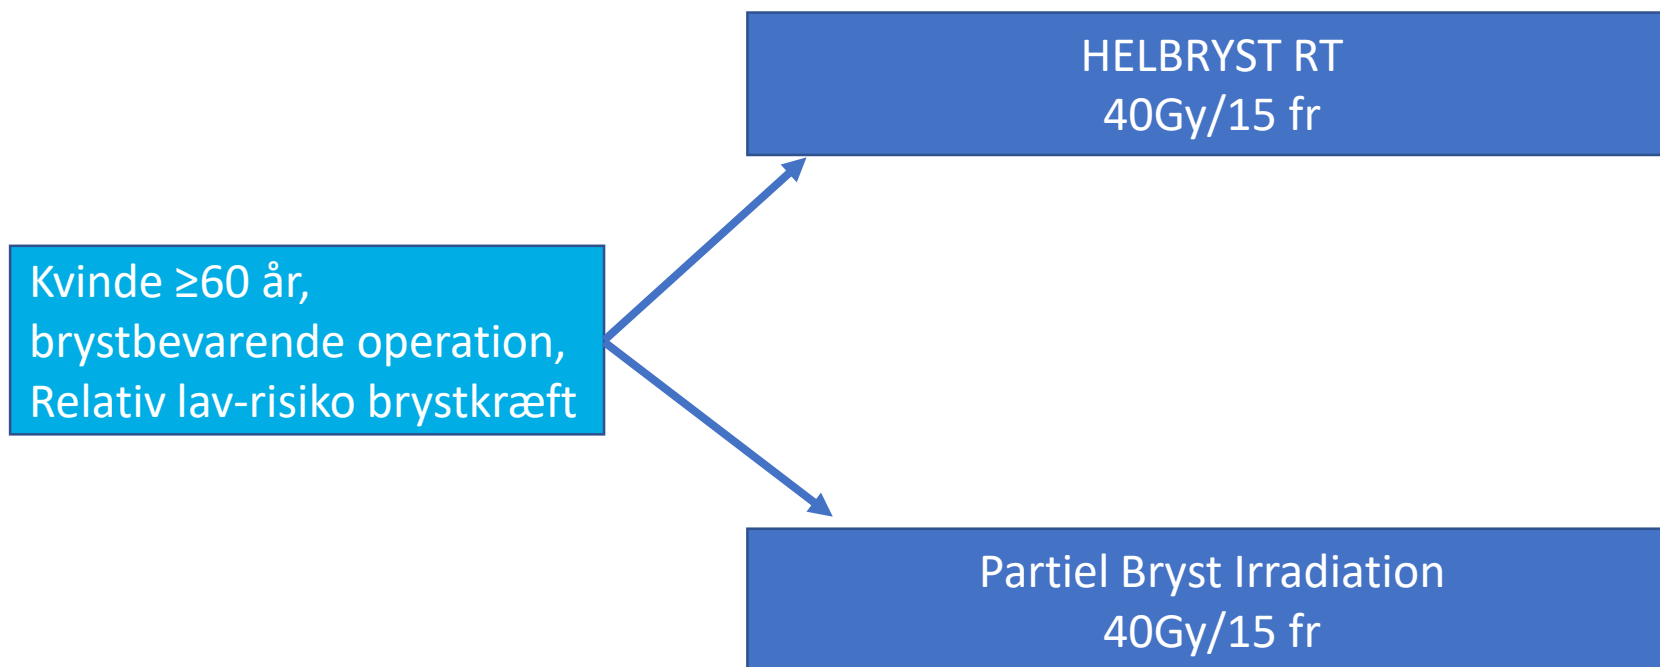 HELBRYST RT
40Gy/15 fr
Kvinde ≥60 år,
brystbevarende operation,
Relativ lav-risiko brystkræft
Partiel Bryst Irradiation
40Gy/15 fr